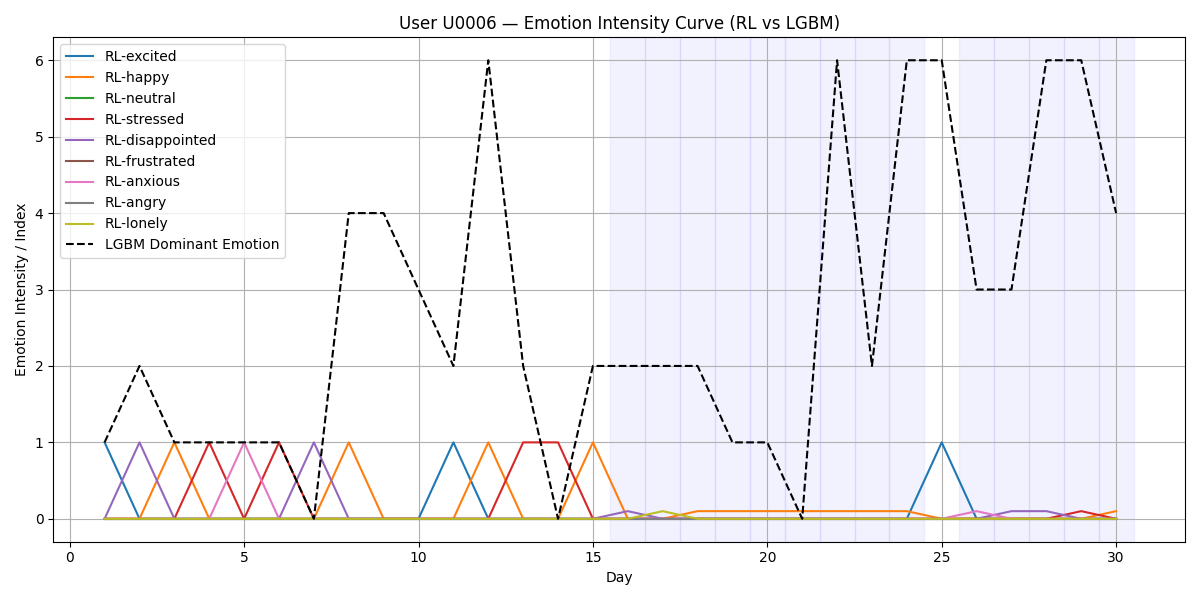 User U0006 — Emotion Intensity Curve (RL vs LGBM)
RL-excited
RL-happy
RL-neutral
RL-stressed
RL-disappointed
RL-frustrated
RL-anxious
RL-angry
RL-lonely
LGBM Dominant Emotion
Emotion Intensity / Index
6
5
4
3
2
1
0
0 5 10 15 20 25 30
Day